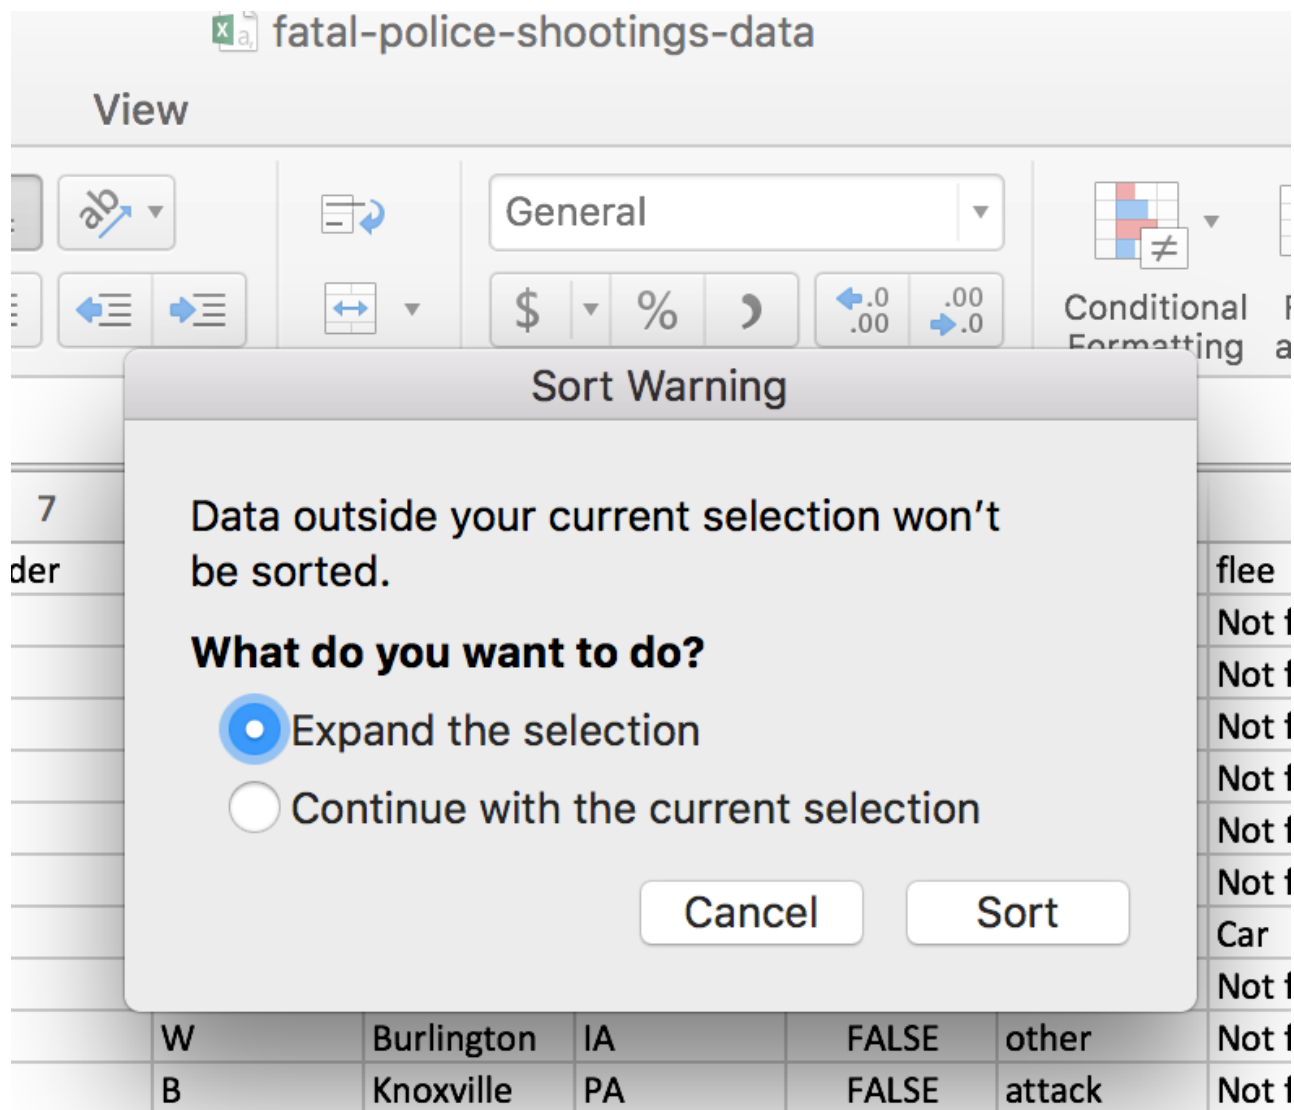 fatal-police-shootings-data
View
ab
General
$ % .0 .00 .00 .0
Conditional
Formatting
Sort Warning
Data outside your current selection won’t
be sorted.
What do you want to do?
Expand the selection
Continue with the current selection
Cancel Sort
7
der flee
Not f
Not f
Not f
Not f
Not f
Not f
Car
Not f
W Burlington IA FALSE other Not f
B Knoxville PA FALSE attack Not f